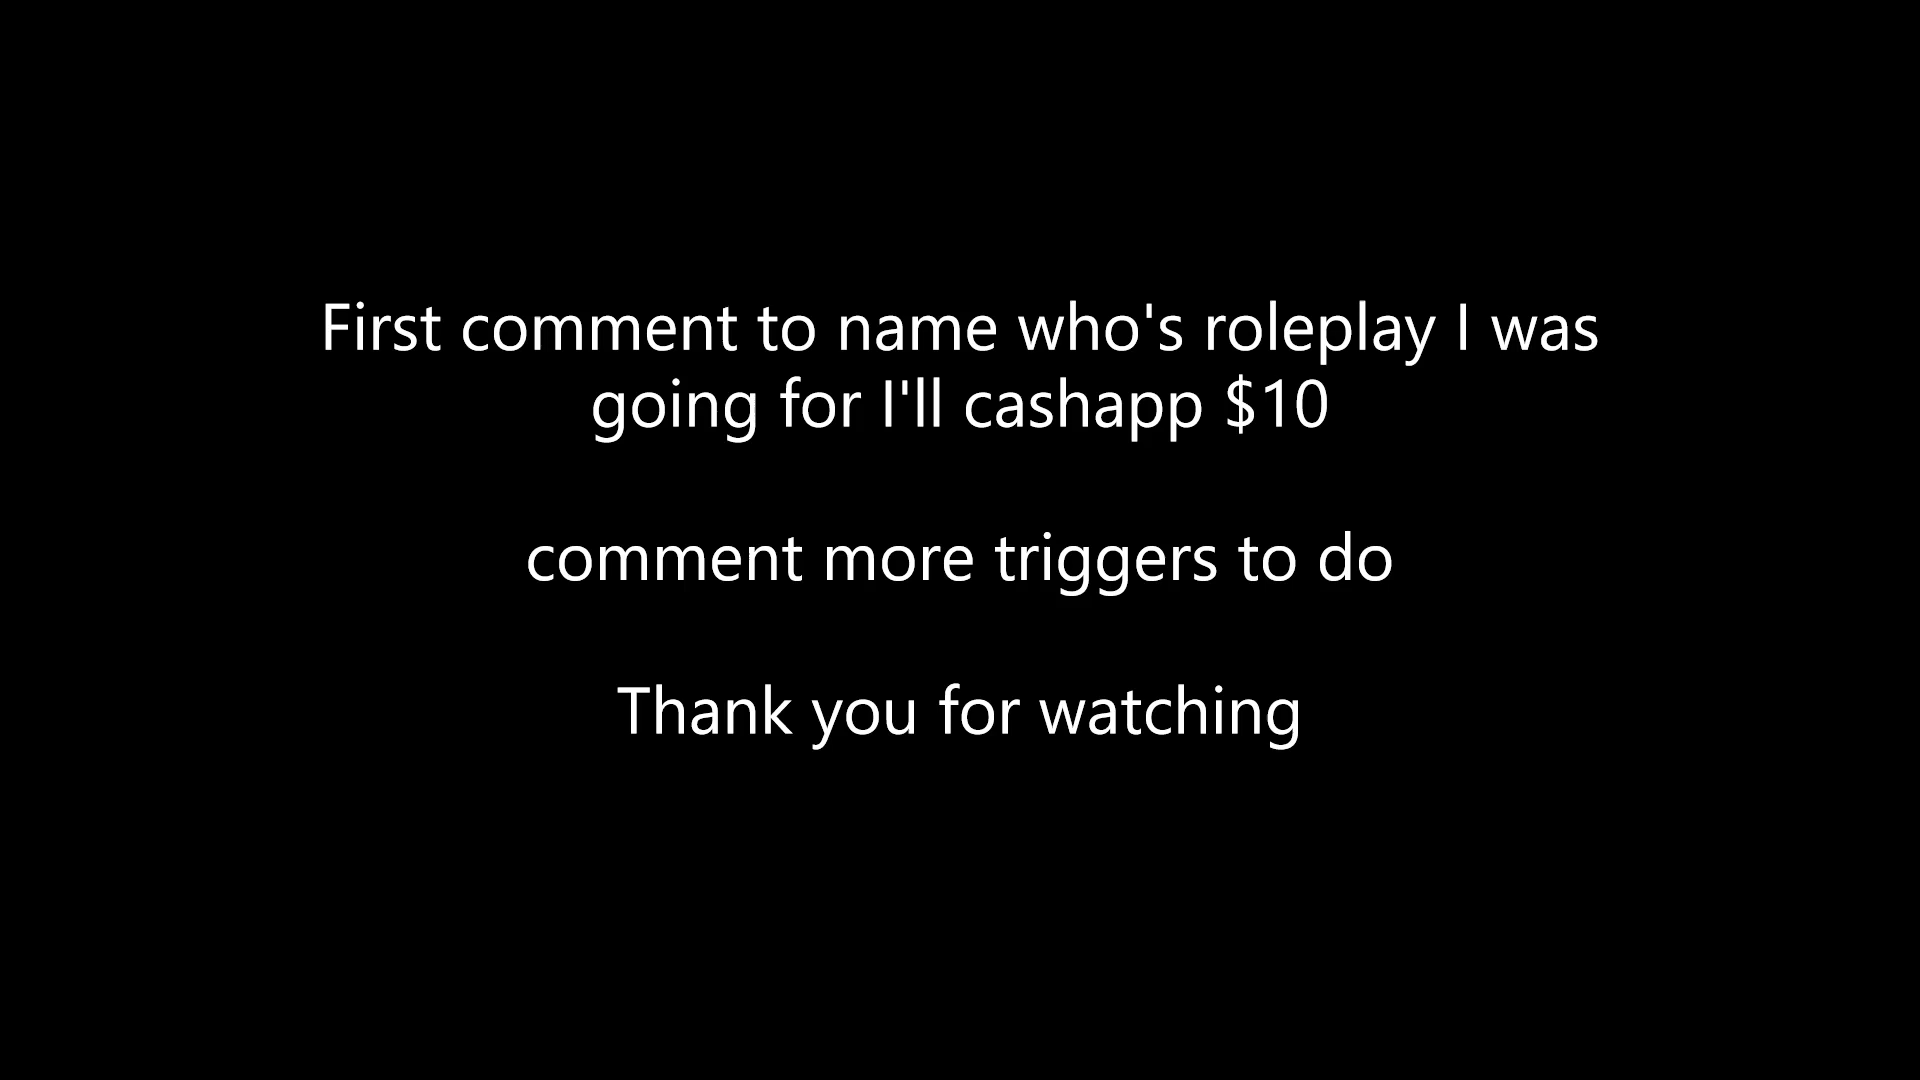 First comment to name who's roleplay I was
going for I'll cashapp $10
comment more triggers to do
Thank you for watching